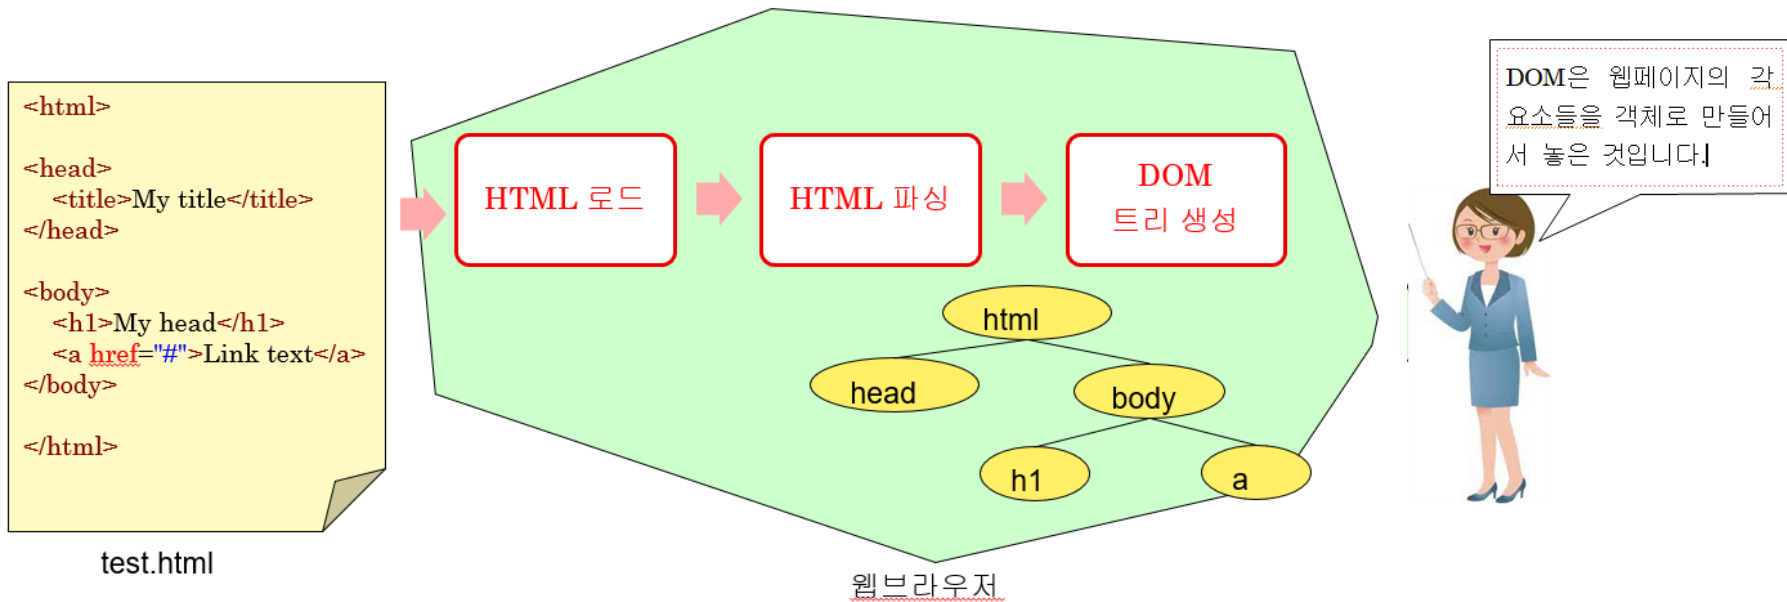 <html>
<head>
<title>My title</title>
</head>
<body>
<h1>My head</h1>
<a href="#">Link text</a>
</body>
</html>
test.html
HTML 로드
HTML 파싱
DOM
트리 생성
html
head
body
h1
a
웹브라우저
DOM은 웹페이지의 각
요소들을 객체로 만들어
서 놓은 것입니다.